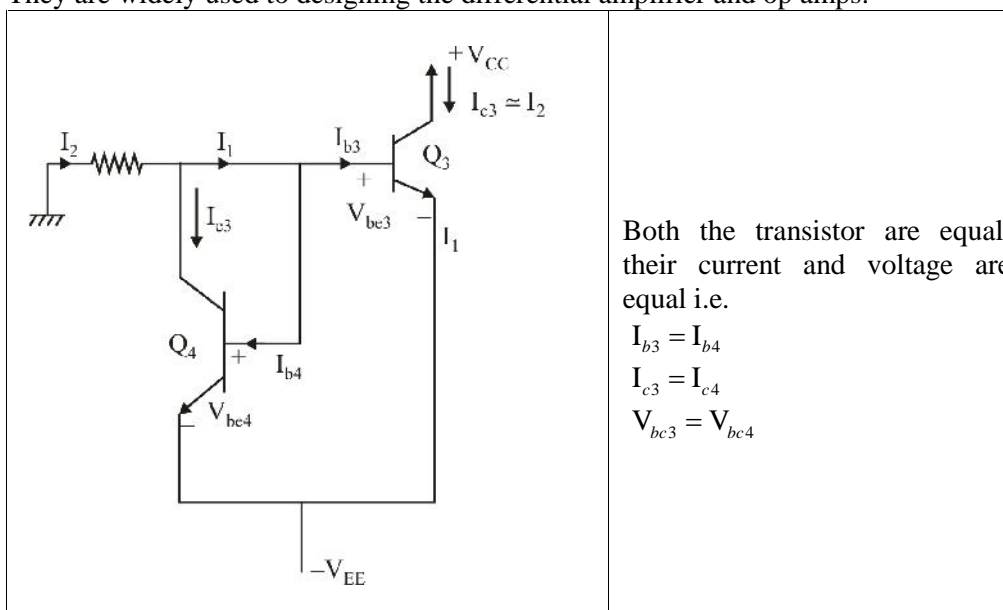 They are widely used to designing the differential amplifier and op amps.
+V_CC
I_c3 ≃ I_2
I_2
I_1
I_b3
Q_3
+
V_be3
–
I_1
I_c3
Q_4
+
I_b4
V_be4
–
–V_EE
Both the transistor are equal
their current and voltage are
equal i.e.
I_b3 = I_b4
I_c3 = I_c4
V_bc3 = V_bc4